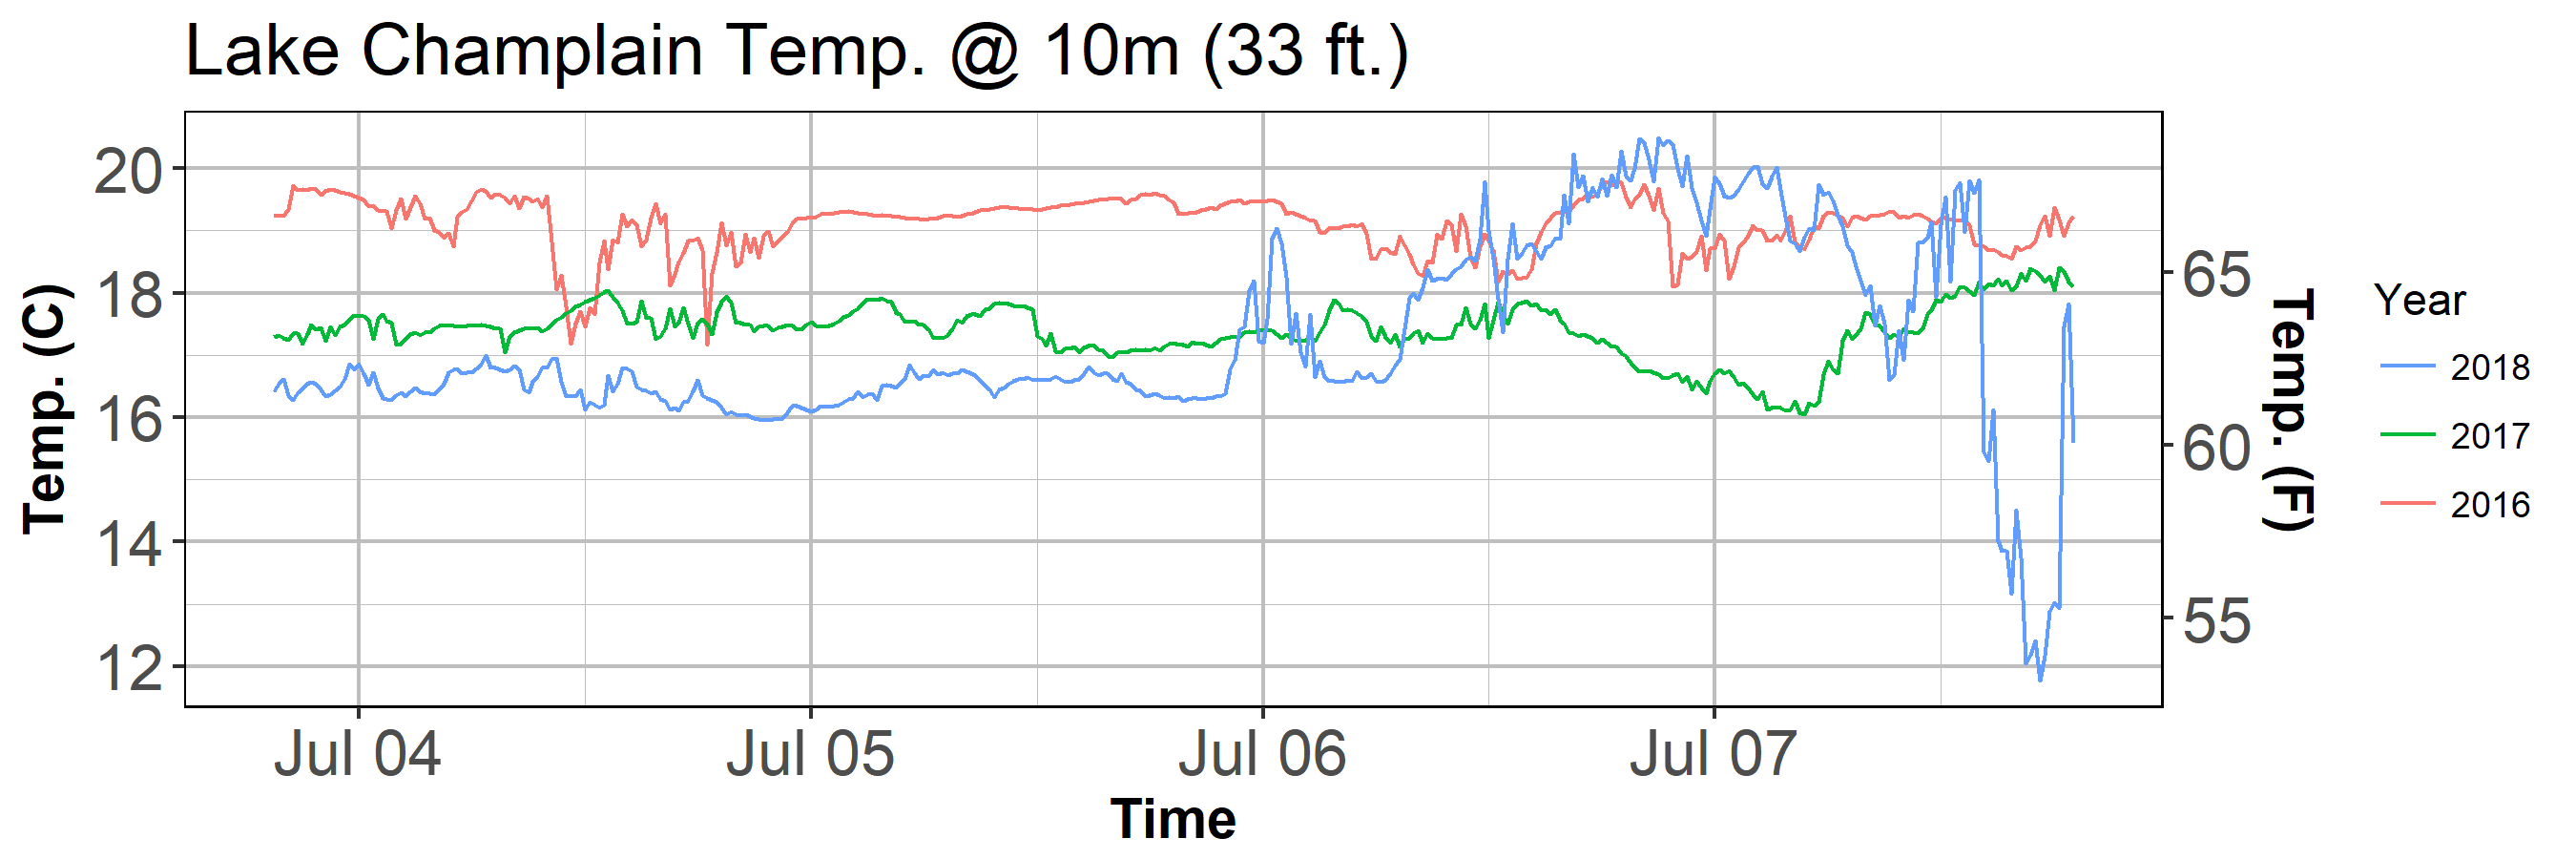 Lake Champlain Temp. @ 10m (33 ft.)
Temp. (C)
20
18
16
14
12
Jul 04
Jul 05
Jul 06
Jul 07
Time
65
60
55
Temp. (F)
Year
2018
2017
2016